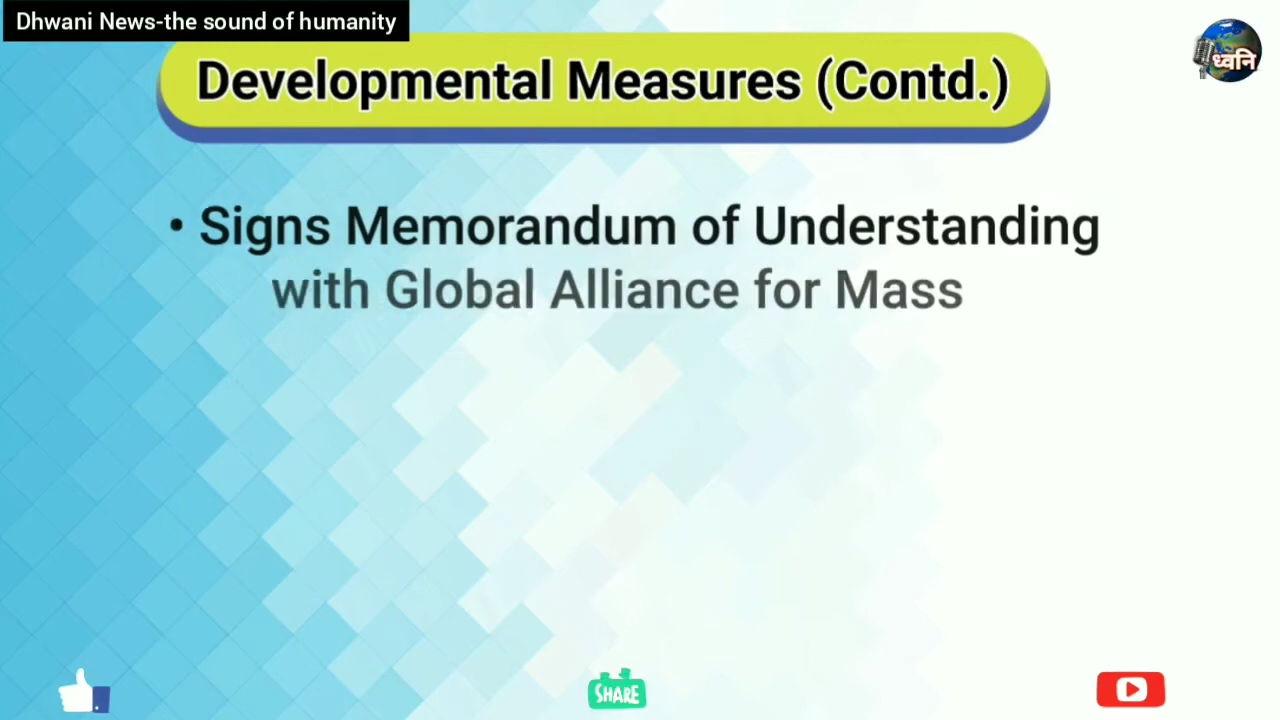 Dhwani News-the sound of humanity
ध्वनि
Developmental Measures (Contd.)
• Signs Memorandum of Understanding
with Global Alliance for Mass
SHARE